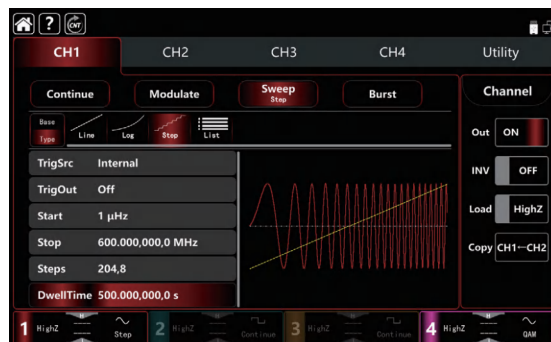 ? CNT
CH1 CH2 CH3 CH4 Utility
Continue Modulate Sweep Step Burst Channel
Base Type Line Log Step List
Out ON
TrigSrc Internal
INV OFF
TrigOut Off
Start 1 μHz
Load HighZ
Stop 600.000,000,0 MHz
Copy CH1←CH2
Steps 204,8
DwellTime 500.000,000,0 s
1 HighZ Step 2 HighZ Continue 3 HighZ Continue 4 HighZ QAM